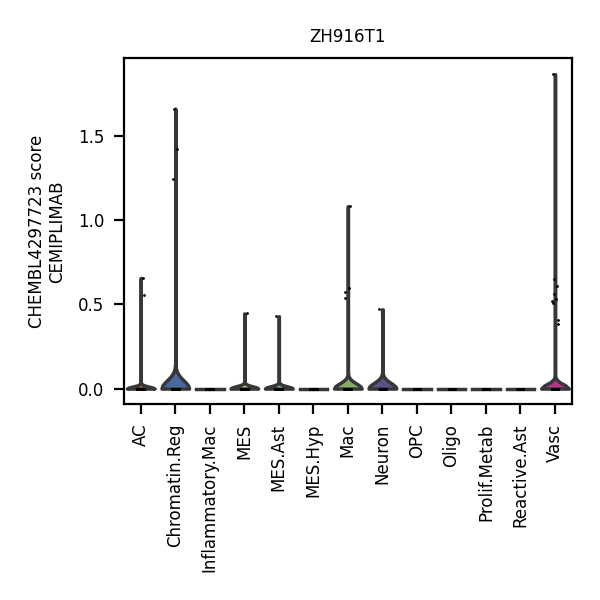 ZH916T1
CHEMBL4297723 score
CEMIPLIMAB
1.5
1.0
0.5
0.0
AC
Chromatin.Reg
Inflammatory.Mac
MES
MES.Ast
MES.Hyp
Mac
Neuron
OPC
Oligo
Prolif.Metab
Reactive.Ast
Vasc